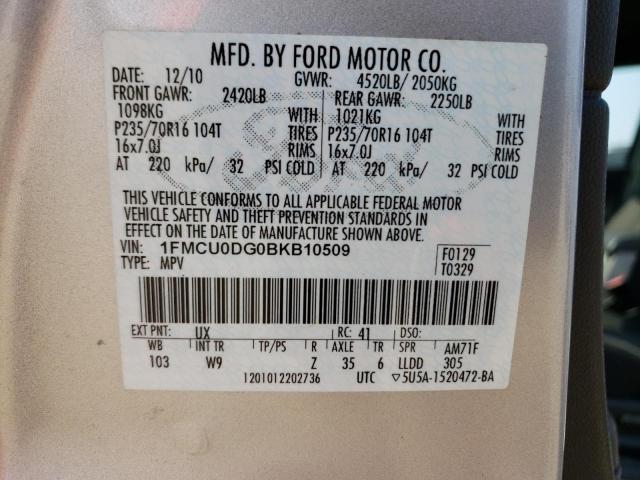 MFD. BY FORD MOTOR CO.
DATE: 12/10 GVWR: 4520LB/ 2050KG
FRONT GAWR: 2420LB REAR GAWR: 2250LB
1098KG WITH 1021KG WITH
P235/70R16 104T TIRES P235/70R16 104T TIRES
16x7.0J RIMS 16x7.0J RIMS
AT 220 kPa/ 32 PSI COLD AT 220 kPa/ 32 PSI COLD
THIS VEHICLE CONFORMS TO ALL APPLICABLE FEDERAL MOTOR
VEHICLE SAFETY AND THEFT PREVENTION STANDARDS IN
EFFECT ON THE DATE OF MANUFACTURE SHOWN ABOVE.
VIN: 1FMCU0DG0BKB10509 F0129
TYPE: MPV T0329
EXT PNT: UX RC: 41 DSO:
WB INT TR TP/PS R AXLE TR SPR AM71F
103 W9 Z 35 6 LLDD 305
1201012202736 UTC ▽5U5A-1520472-BA